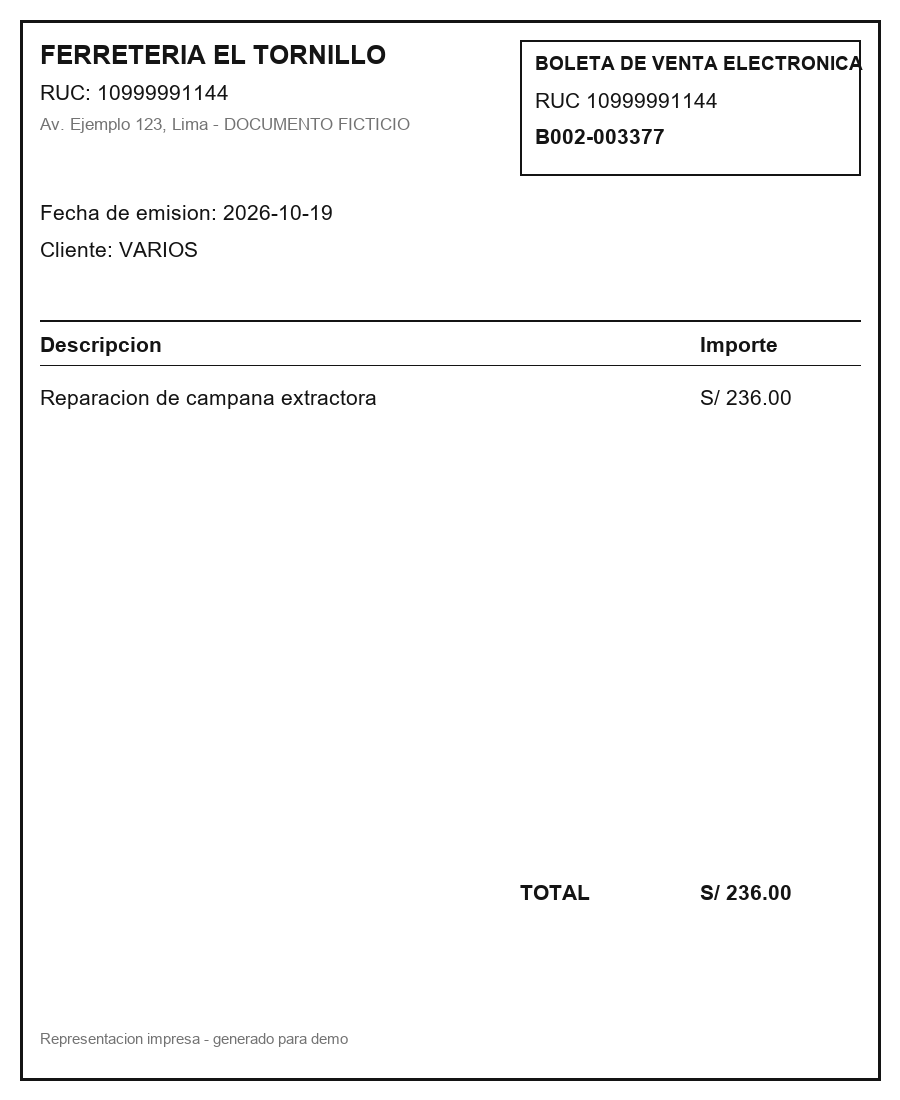 FERRETERIA EL TORNILLO
RUC: 10999991144
Av. Ejemplo 123, Lima - DOCUMENTO FICTICIO
BOLETA DE VENTA ELECTRONICA
RUC 10999991144
B002-003377
Fecha de emision: 2026-10-19
Cliente: VARIOS
Descripcion Importe
Reparacion de campana extractora S/ 236.00
TOTAL S/ 236.00
Representacion impresa - generado para demo